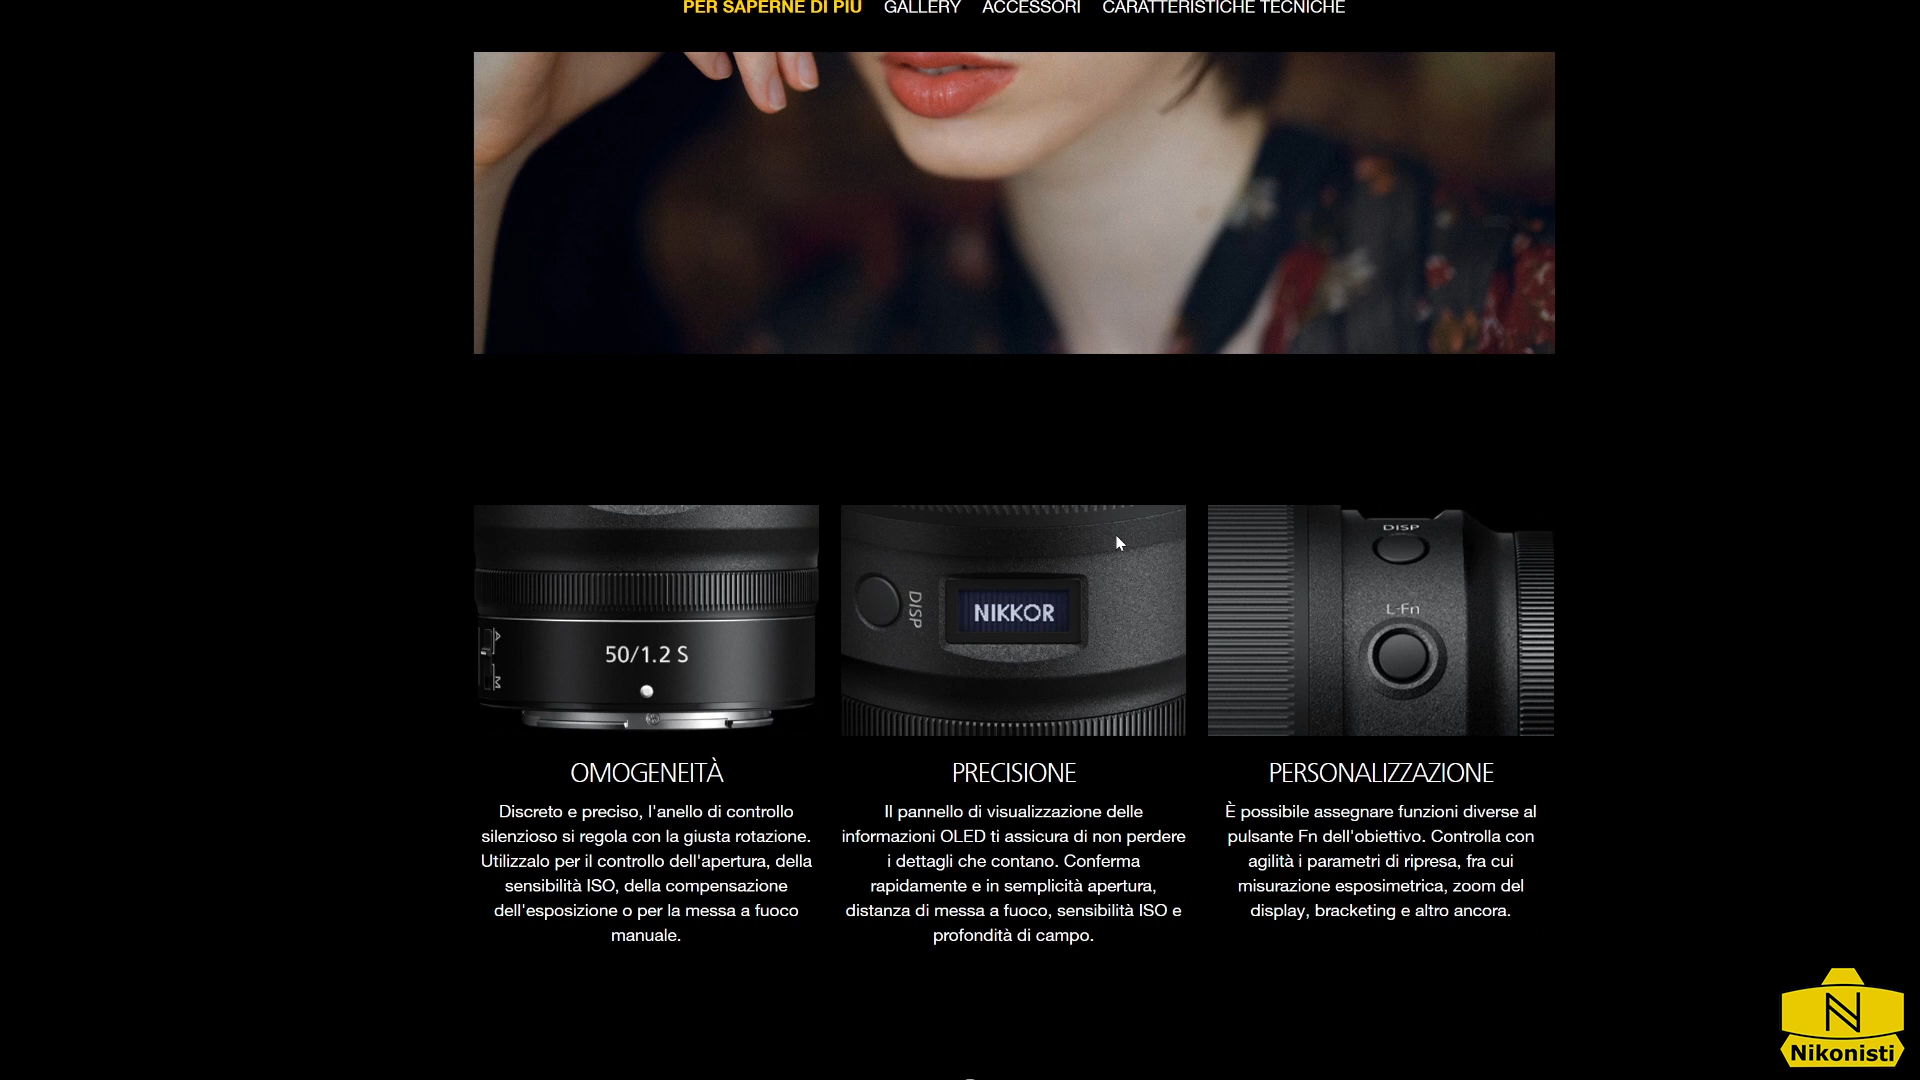 PER SAPERNE DI PIÙ GALLERY ACCESSORI CARATTERISTICHE TECNICHE
50/1.2 S
A
M
DISP
NIKKOR
DISP
L-Fn
OMOGENEITÀ
Discreto e preciso, l'anello di controllo
silenzioso si regola con la giusta rotazione.
Utilizzalo per il controllo dell'apertura, della
sensibilità ISO, della compensazione
dell'esposizione o per la messa a fuoco
manuale.
PRECISIONE
Il pannello di visualizzazione delle
informazioni OLED ti assicura di non perdere
i dettagli che contano. Conferma
rapidamente e in semplicità apertura,
distanza di messa a fuoco, sensibilità ISO e
profondità di campo.
PERSONALIZZAZIONE
È possibile assegnare funzioni diverse al
pulsante Fn dell'obiettivo. Controlla con
agilità i parametri di ripresa, fra cui
misurazione esposimetrica, zoom del
display, bracketing e altro ancora.
N
Nikonisti